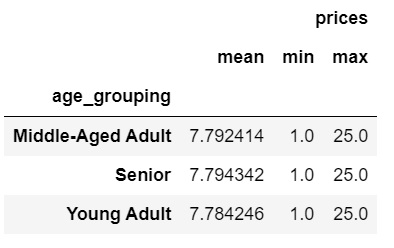 prices
mean min max
age_grouping
Middle-Aged Adult 7.792414 1.0 25.0
Senior 7.794342 1.0 25.0
Young Adult 7.784246 1.0 25.0